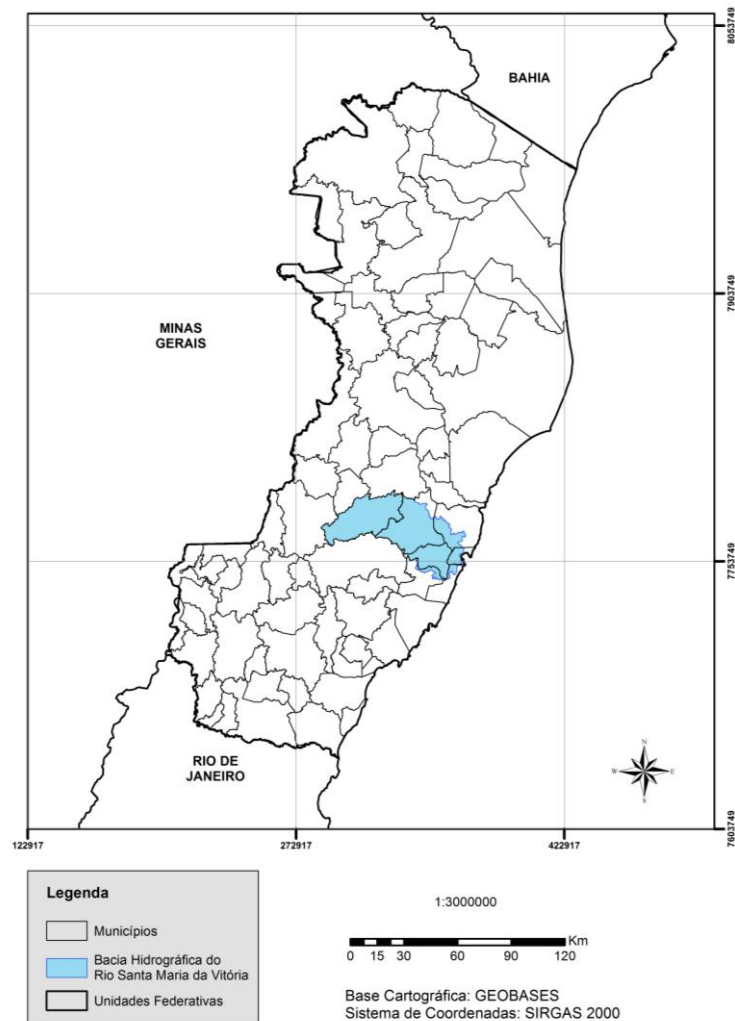 8053749
BAHIA
7903749
MINAS
GERAIS
7753749
RIO DE
JANEIRO
N
W E
S
7603749
122917 272917 422917
Legenda
Municípios
Bacia Hidrográfica do
Rio Santa Maria da Vitória
Unidades Federativas
1:3000000
Km
0 15 30 60 90 120
Base Cartográfica: GEOBASES
Sistema de Coordenadas: SIRGAS 2000